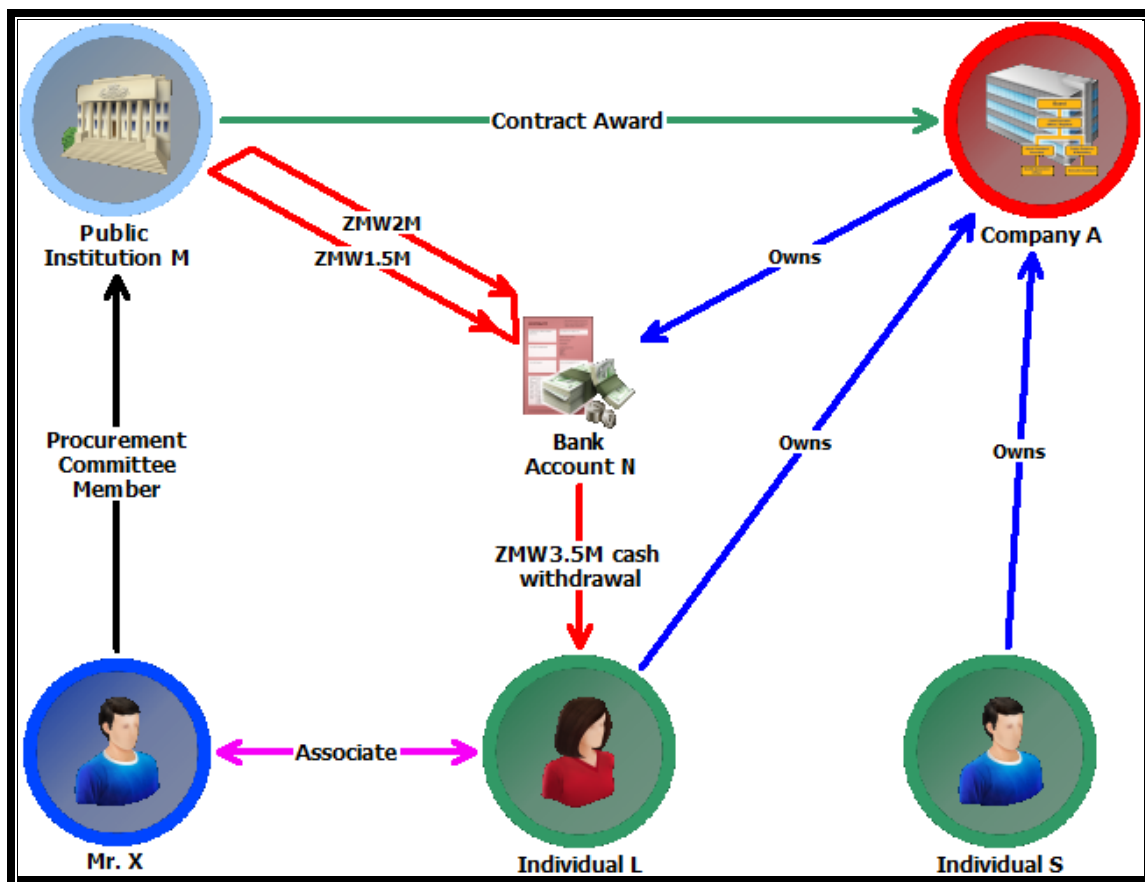 Contract Award
Public
Institution M
Company A
ZMW2M
ZMW1.5M
Owns
Bank
Account N
Procurement
Committee
Member
Owns
Owns
ZMW3.5M cash
withdrawal
Associate
Mr. X
Individual L
Individual S